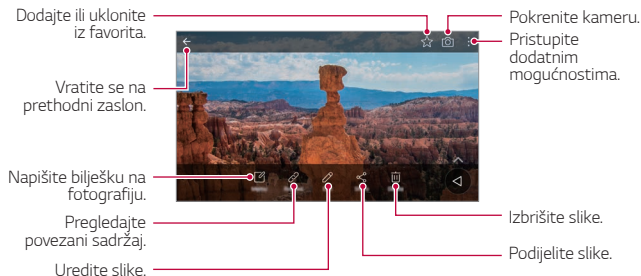 Dodajte ili uklonite
iz favorita.
Vratite se na
prethodni zaslon.
Napišite bilješku na
fotografiju.
Pregledajte
povezani sadržaj.
Uredite slike.
Pokrenite kameru.
Pristupite
dodatnim
mogućnostima.
Izbrišite slike.
Podijelite slike.